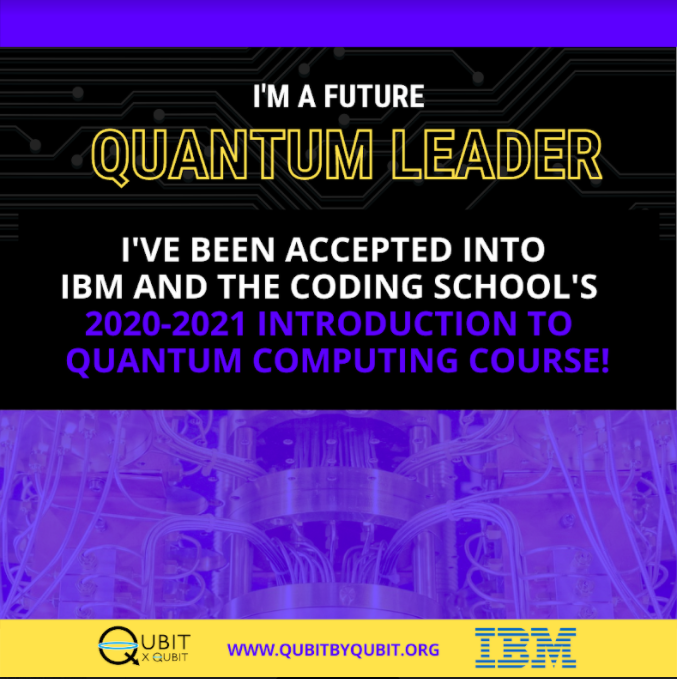 I'M A FUTURE
QUANTUM LEADER
I'VE BEEN ACCEPTED INTO
IBM AND THE CODING SCHOOL'S
2020-2021 INTRODUCTION TO
QUANTUM COMPUTING COURSE!
QUBIT
X QUBIT
WWW.QUBITBYQUBIT.ORG
IBM